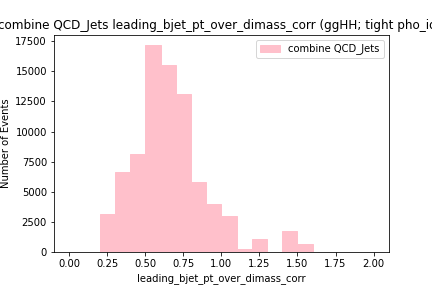 combine QCD_Jets leading_bjet_pt_over_dimass_corr (ggHH; tight
combine QCD_Jets
Number of Events
17500
15000
12500
10000
7500
5000
2500
0
0.00 0.25 0.50 0.75 1.00 1.25 1.50 1.75 2.00
leading_bjet_pt_over_dimass_corr